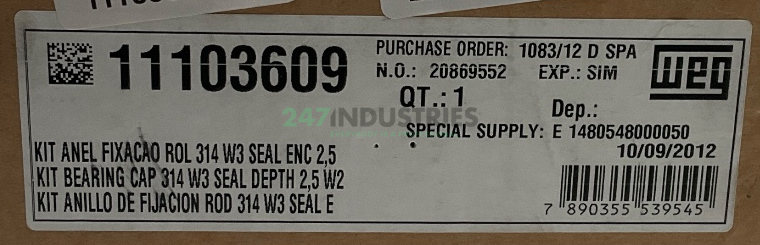 11103609
PURCHASE ORDER: 1083/12 D SPA
N.O.: 20869552 EXP.: SIM
WEG
QT.: 1
Dep.:
247INDUSTRIES
SPECIAL SUPPLY: E 1480548000050
10/09/2012
KIT ANEL FIXACAO ROL 314 W3 SEAL ENC 2,5
KIT BEARING CAP 314 W3 SEAL DEPTH 2,5 W2
KIT ANILLO DE FIJACION ROD 314 W3 SEAL E
7 890355 539545